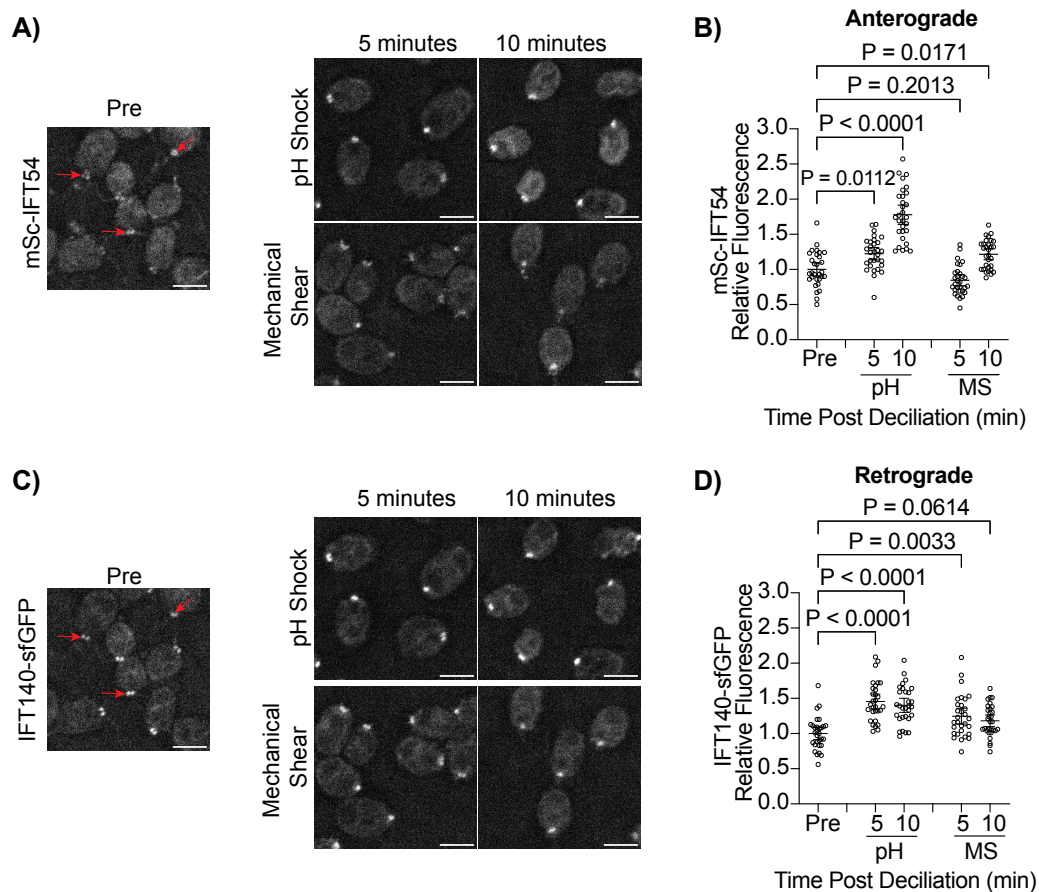 A)
5 minutes
10 minutes
Pre
mSc-IFT54
pH Shock
Mechanical
Shear
B)
Anterograde
P = 0.0171
P = 0.2013
P < 0.0001
P = 0.0112
mSc-IFT54
Relative Fluorescence
3.0
2.5
2.0
1.5
1.0
0.5
0.0
Pre
5
10
5
10
pH
MS
Time Post Deciliation (min)
C)
5 minutes
10 minutes
Pre
IFT140-sfGFP
pH Shock
Mechanical
Shear
D)
Retrograde
P = 0.0614
P = 0.0033
P < 0.0001
P < 0.0001
IFT140-sfGFP
Relative Fluorescence
3.0
2.5
2.0
1.5
1.0
0.5
0.0
Pre
5
10
5
10
pH
MS
Time Post Deciliation (min)